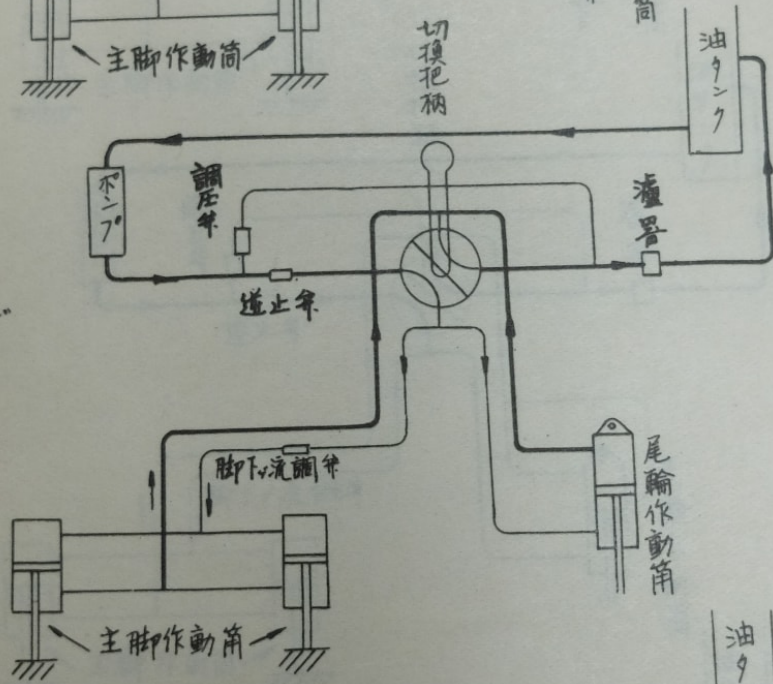 筒
主脚作動筒
切換把柄
油タンク
ポンプ
調圧弁
濾器
逆止弁
脚下ゲ流調弁
尾輪作動筒
主脚作動筒
油タ